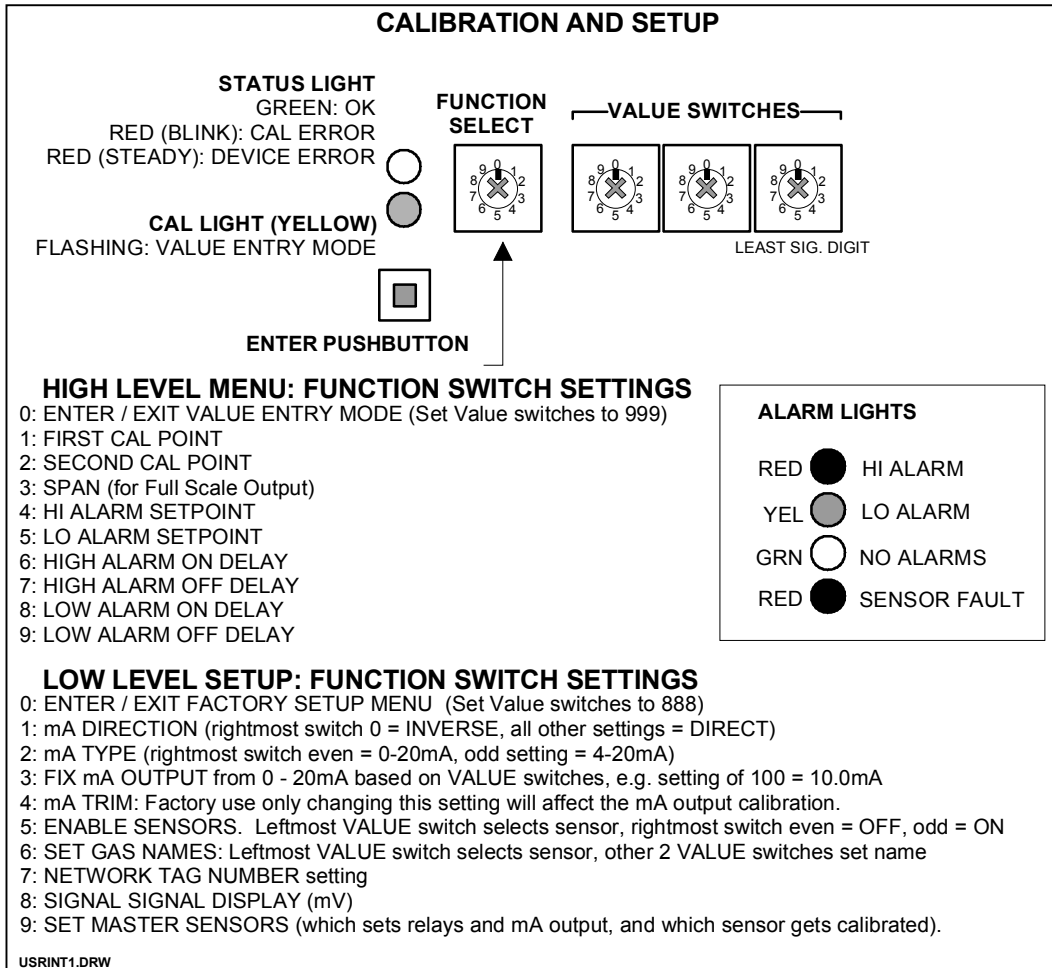 CALIBRATION AND SETUP
STATUS LIGHT
GREEN: OK
RED (BLINK): CAL ERROR
RED (STEADY): DEVICE ERROR
CAL LIGHT (YELLOW)
FLASHING: VALUE ENTRY MODE
ENTER PUSHBUTTON
FUNCTION
SELECT
0 1 2 3 4 5 6 7 8 9
VALUE SWITCHES
0 1 2 3 4 5 6 7 8 9
0 1 2 3 4 5 6 7 8 9
0 1 2 3 4 5 6 7 8 9
LEAST SIG. DIGIT
HIGH LEVEL MENU: FUNCTION SWITCH SETTINGS
0: ENTER / EXIT VALUE ENTRY MODE (Set Value switches to 999)
1: FIRST CAL POINT
2: SECOND CAL POINT
3: SPAN (for Full Scale Output)
4: HI ALARM SETPOINT
5: LO ALARM SETPOINT
6: HIGH ALARM ON DELAY
7: HIGH ALARM OFF DELAY
8: LOW ALARM ON DELAY
9: LOW ALARM OFF DELAY
ALARM LIGHTS
RED HI ALARM
YEL LO ALARM
GRN NO ALARMS
RED SENSOR FAULT
LOW LEVEL SETUP: FUNCTION SWITCH SETTINGS
0: ENTER / EXIT FACTORY SETUP MENU (Set Value switches to 888)
1: mA DIRECTION (rightmost switch 0 = INVERSE, all other settings = DIRECT)
2: mA TYPE (rightmost switch even = 0-20mA, odd setting = 4-20mA)
3: FIX mA OUTPUT from 0 - 20mA based on VALUE switches, e.g. setting of 100 = 10.0mA
4: mA TRIM: Factory use only changing this setting will affect the mA output calibration.
5: ENABLE SENSORS. Leftmost VALUE switch selects sensor, rightmost switch even = OFF, odd = ON
6: SET GAS NAMES: Leftmost VALUE switch selects sensor, other 2 VALUE switches set name
7: NETWORK TAG NUMBER setting
8: SIGNAL SIGNAL DISPLAY (mV)
9: SET MASTER SENSORS (which sets relays and mA output, and which sensor gets calibrated).
USRINT1.DRW